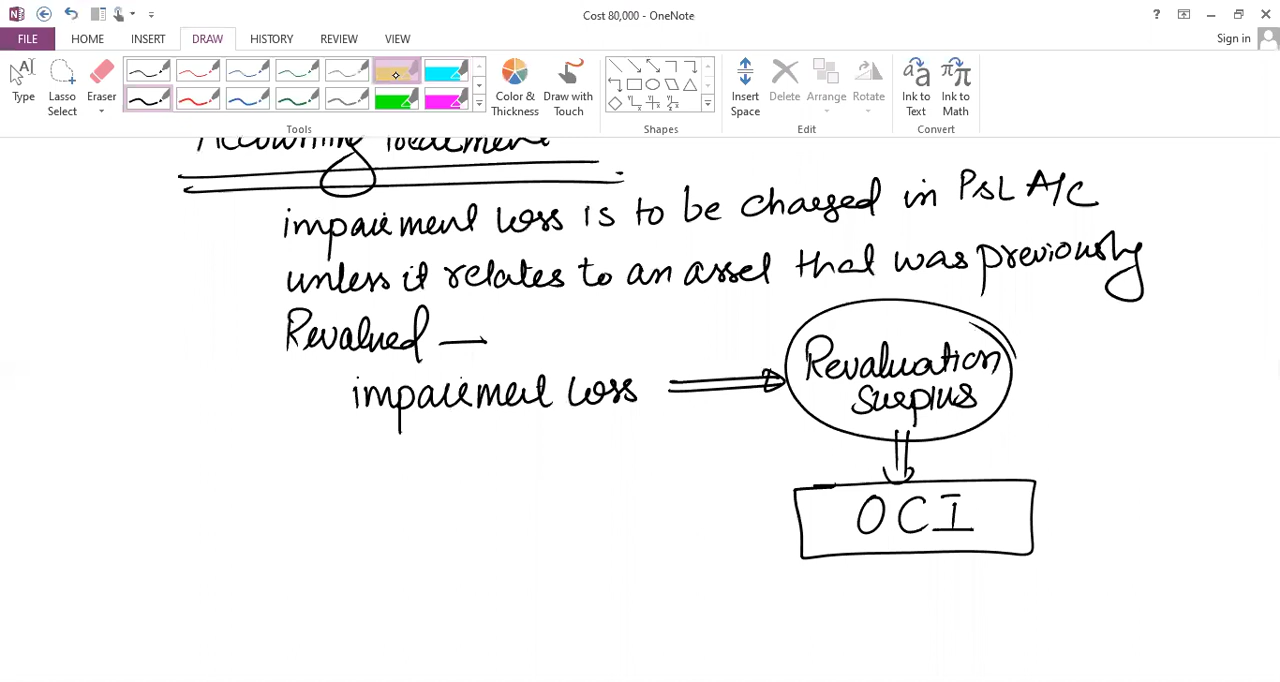 Cost 80,000 - OneNote
FILE HOME INSERT DRAW HISTORY REVIEW VIEW
Sign in
Type
Lasso Select
Eraser
Color & Thickness
Draw with Touch
Insert Space
Delete
Arrange
Rotate
Ink to Text
Ink to Math
Tools
Shapes
Edit
Convert
Accounting Treatment
impairment loss is to be charged in P&L A/C
unless it relates to an asset that was previously
Revalued —
impairment loss
Revaluation
Surplus
OCI